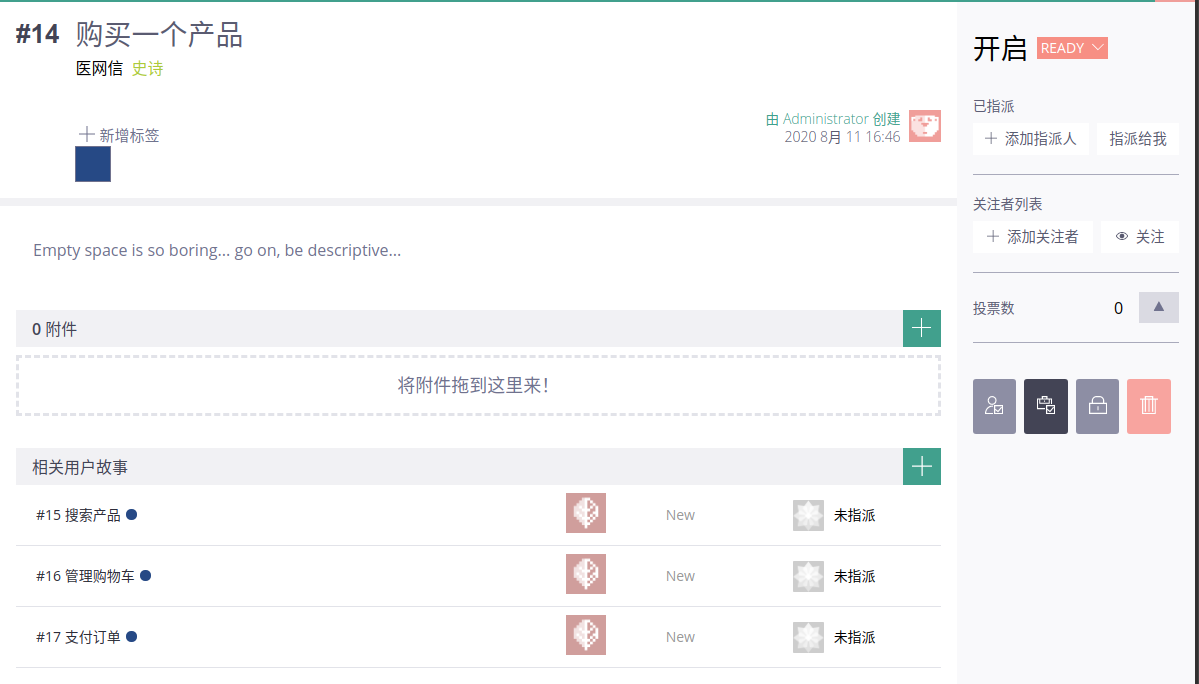 #14 购买一个产品
医网信 史诗
新增标签
由 Administrator 创建
2020 8月 11 16:46
Empty space is so boring... go on, be descriptive...
0 附件
将附件拖到这里来！
相关用户故事
#15 搜索产品 New 未指派
#16 管理购物车 New 未指派
#17 支付订单 New 未指派
开启 READY
已指派
添加指派人 指派给我
关注者列表
添加关注者 关注
投票数 0